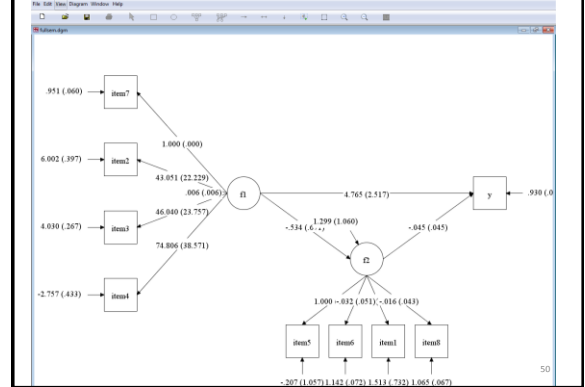 File Edit View Diagram Window Help
fullsem.dgm
.951 (.060) item7
1.000 (.000)
6.002 (.397) item2
43.051 (22.229)
.006 (.006) f1 4.765 (2.517) y .930 (.0
46.040 (23.757)
4.030 (.267) item3
1.299 (1.060)
-.534 -.045 (.045)
74.806 (38.571)
f2
-2.757 (.433) item4
1.000 -.032 (.051) -.016 (.043)
item5 item6 item1 item8
-.207 (1.057) 1.142 (.072) 1.513 (.732) 1.065 (.067)
50